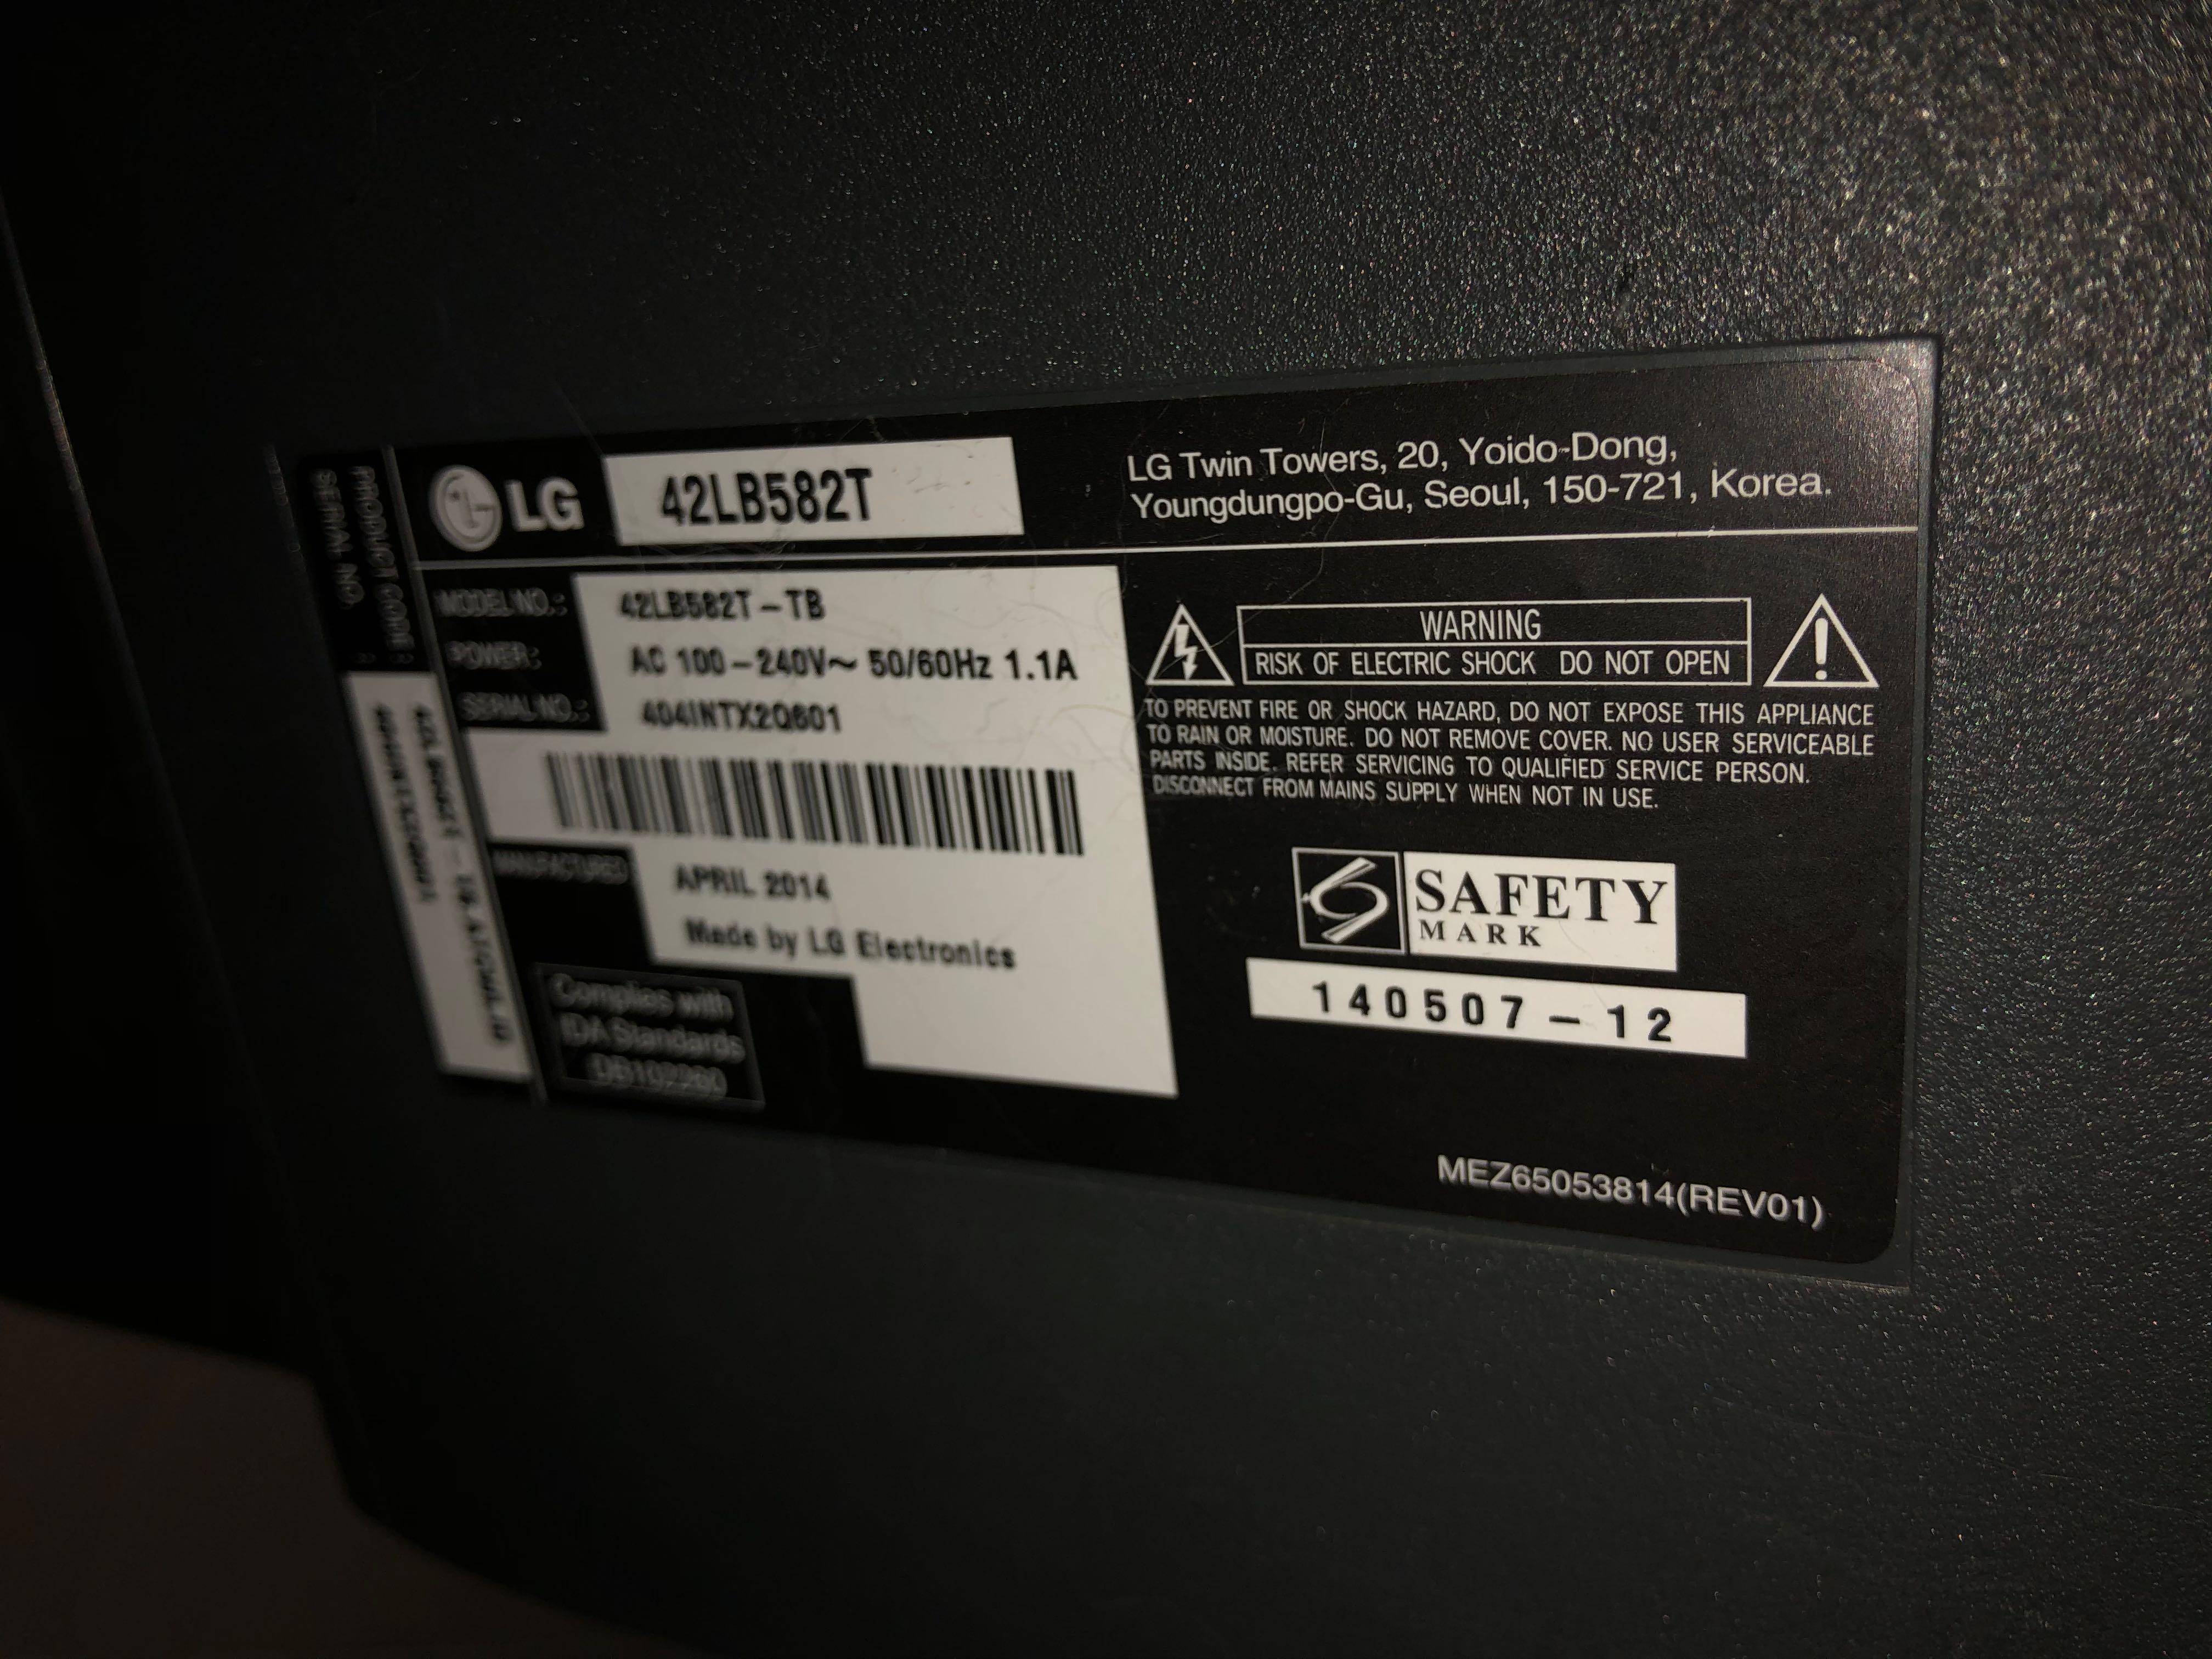 PRODUCT CODE :
SERIAL NO. :
LG
42LB582T
LG Twin Towers, 20, Yoido-Dong,
Youngdungpo-Gu, Seoul, 150-721, Korea.
MODEL NO.: 42LB582T-TB
POWER: AC 100-240V~ 50/60Hz 1.1A
SERIAL NO.: 404INTX2Q601
MANUFACTURED APRIL 2014
Made by LG Electronics
Complies with
IDA Standards
WARNING
RISK OF ELECTRIC SHOCK DO NOT OPEN
TO PREVENT FIRE OR SHOCK HAZARD, DO NOT EXPOSE THIS APPLIANCE
TO RAIN OR MOISTURE. DO NOT REMOVE COVER. NO USER SERVICEABLE
PARTS INSIDE. REFER SERVICING TO QUALIFIED SERVICE PERSON.
DISCONNECT FROM MAINS SUPPLY WHEN NOT IN USE.
SAFETY
MARK
140507-12
MEZ65053814(REV01)